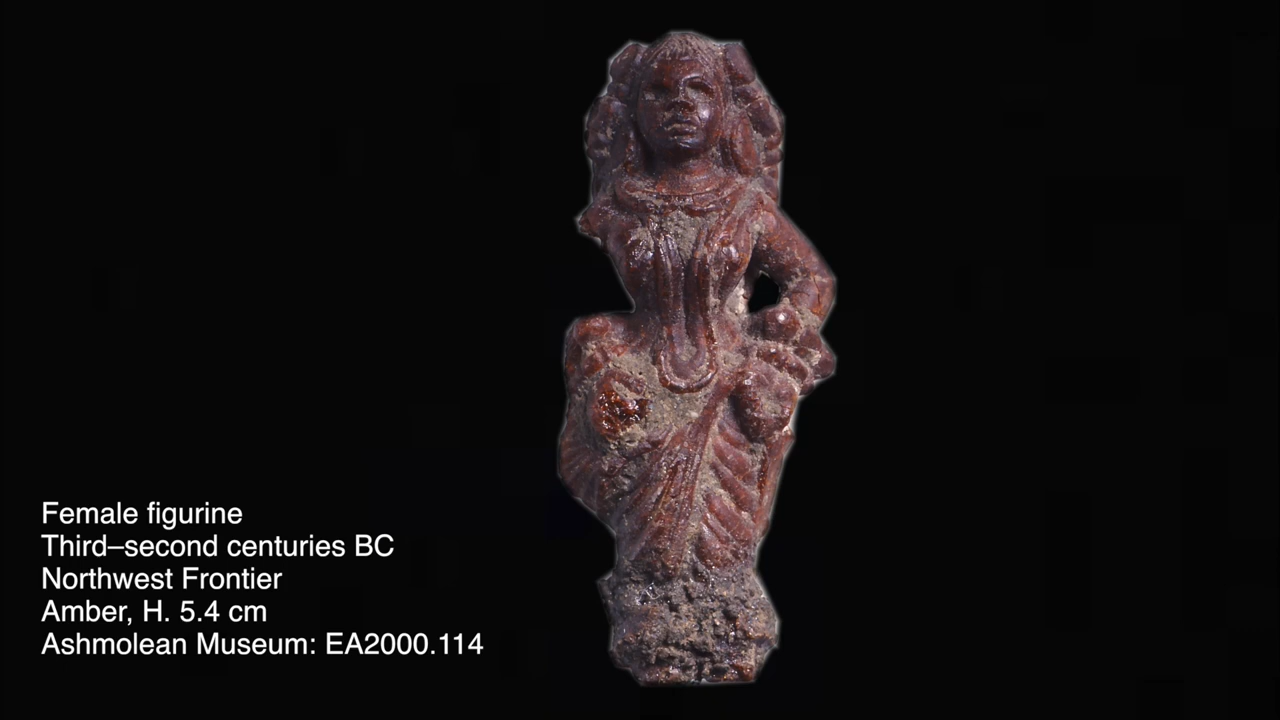 Female figurine
Third–second centuries BC
Northwest Frontier
Amber, H. 5.4 cm
Ashmolean Museum: EA2000.114